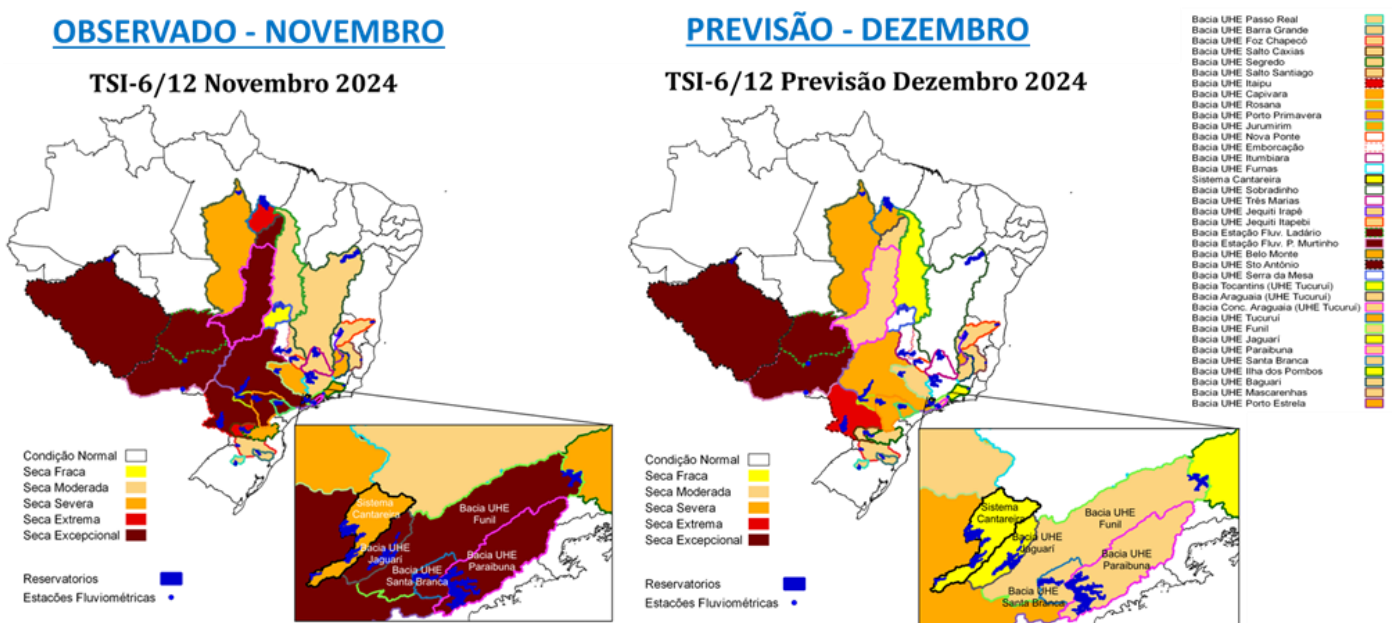 OBSERVADO - NOVEMBRO
TSI-6/12 Novembro 2024
Condição Normal
Seca Fraca
Seca Moderada
Seca Severa
Seca Extrema
Seca Excepcional
Reservatorios
Estacões Fluviométricas
Sistema
Cantareira
Bacia UHE
Funil
Bacia UHE
Jaguarí
Bacia UHE
Santa Branca
Bacia UHE
Paraibuna
PREVISÃO - DEZEMBRO
TSI-6/12 Previsão Dezembro 2024
Condição Normal
Seca Fraca
Seca Moderada
Seca Severa
Seca Extrema
Seca Excepcional
Reservatorios
Estacões Fluviométricas
Sistema
Cantareira
Bacia UHE
Funil
Bacia UHE
Jaguarí
Bacia UHE
Paraibuna
Bacia UHE
Santa Branca
Bacia UHE Passo Real
Bacia UHE Barra Grande
Bacia UHE Foz Chapecó
Bacia UHE Salto Caxias
Bacia UHE Segredo
Bacia UHE Salto Santiago
Bacia UHE Itaipu
Bacia UHE Capivara
Bacia UHE Rosana
Bacia UHE Porto Primavera
Bacia UHE Jurumirim
Bacia UHE Nova Ponte
Bacia UHE Emborcação
Bacia UHE Itumbiara
Bacia UHE Furnas
Sistema Cantareira
Bacia UHE Sobradinho
Bacia UHE Três Marias
Bacia UHE Jequiti Irapê
Bacia UHE Jequiti Itapebi
Bacia Estação Fluv. Ladário
Bacia Estação Fluv. P. Murtinho
Bacia UHE Belo Monte
Bacia UHE Sto Antônio
Bacia UHE Serra da Mesa
Bacia Tocantins (UHE Tucuruí)
Bacia Araguaia (UHE Tucuruí)
Bacia Conc. Araguaia (UHE Tucuruí)
Bacia UHE Tucuruí
Bacia UHE Funil
Bacia UHE Jaguarí
Bacia UHE Paraibuna
Bacia UHE Santa Branca
Bacia UHE Ilha dos Pombos
Bacia UHE Baguari
Bacia UHE Mascarenhas
Bacia UHE Porto Estrela